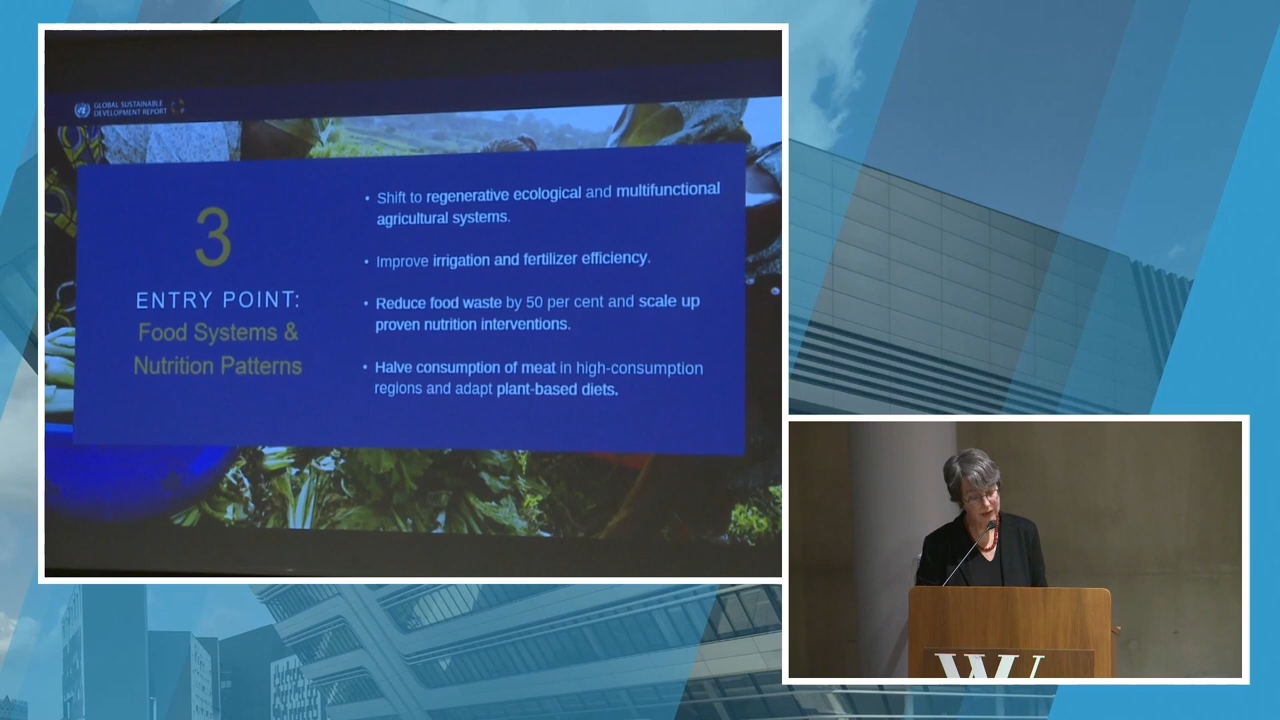 GLOBAL SUSTAINABLE
DEVELOPMENT REPORT
3
ENTRY POINT:
Food Systems &
Nutrition Patterns
• Shift to regenerative ecological and multifunctional
agricultural systems.
• Improve irrigation and fertilizer efficiency.
• Reduce food waste by 50 per cent and scale up
proven nutrition interventions.
• Halve consumption of meat in high-consumption
regions and adapt plant-based diets.
W